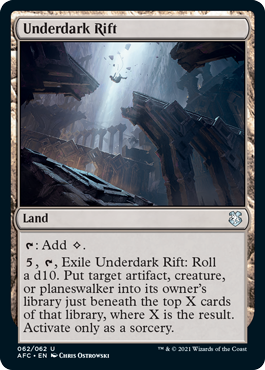 Underdark Rift
Land
T: Add C.
5, T, Exile Underdark Rift: Roll
a d10. Put target artifact, creature,
or planeswalker into its owner's
library just beneath the top X cards
of that library, where X is the result.
Activate only as a sorcery.
062/062 U
AFC • EN Chris Ostrowski
™ & © 2021 Wizards of the Coast